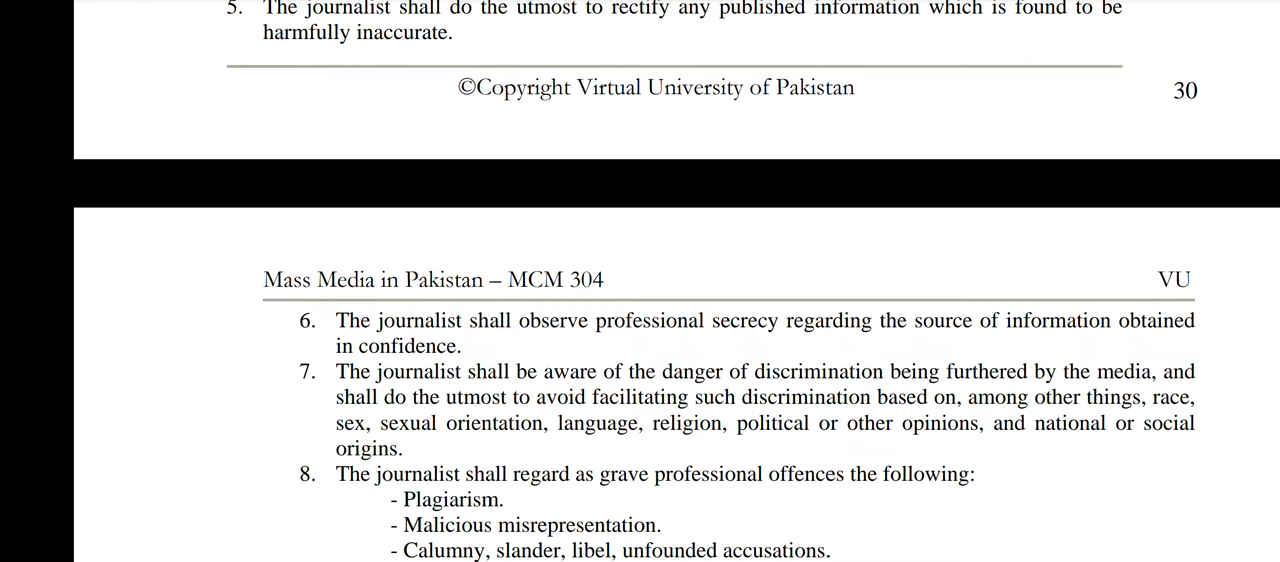 5. The journalist shall do the utmost to rectify any published information which is found to be
harmfully inaccurate.
©Copyright Virtual University of Pakistan 30
Mass Media in Pakistan – MCM 304 VU
6. The journalist shall observe professional secrecy regarding the source of information obtained
in confidence.
7. The journalist shall be aware of the danger of discrimination being furthered by the media, and
shall do the utmost to avoid facilitating such discrimination based on, among other things, race,
sex, sexual orientation, language, religion, political or other opinions, and national or social
origins.
8. The journalist shall regard as grave professional offences the following:
- Plagiarism.
- Malicious misrepresentation.
- Calumny, slander, libel, unfounded accusations.